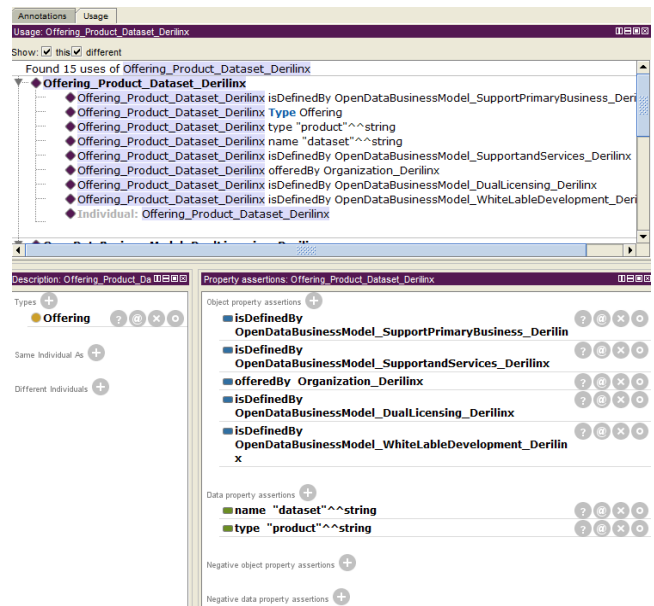 Annotations Usage
Usage: Offering_Product_Dataset_Derilinx
Show: this different
Found 15 uses of Offering_Product_Dataset_Derilinx
Offering_Product_Dataset_Derilinx
Offering_Product_Dataset_Derilinx isDefinedBy OpenDataBusinessModel_SupportPrimaryBusiness_Deri
Offering_Product_Dataset_Derilinx Type Offering
Offering_Product_Dataset_Derilinx type "product"^^string
Offering_Product_Dataset_Derilinx name "dataset"^^string
Offering_Product_Dataset_Derilinx isDefinedBy OpenDataBusinessModel_SupportandServices_Derilinx
Offering_Product_Dataset_Derilinx offeredBy Organization_Derilinx
Offering_Product_Dataset_Derilinx isDefinedBy OpenDataBusinessModel_DualLicensing_Derilinx
Offering_Product_Dataset_Derilinx isDefinedBy OpenDataBusinessModel_WhiteLableDevelopment_Deri
Individual: Offering_Product_Dataset_Derilinx
Description: Offering_Product_Da
Types
Offering
Same Individual As
Different Individuals
Property assertions: Offering_Product_Dataset_Derilinx
Object property assertions
isDefinedBy
OpenDataBusinessModel_SupportPrimaryBusiness_Derilin
isDefinedBy
OpenDataBusinessModel_SupportandServices_Derilinx
offeredBy Organization_Derilinx
isDefinedBy
OpenDataBusinessModel_DualLicensing_Derilinx
isDefinedBy
OpenDataBusinessModel_WhiteLableDevelopment_Derilin
x
Data property assertions
name "dataset"^^string
type "product"^^string
Negative object property assertions
Negative data property assertions